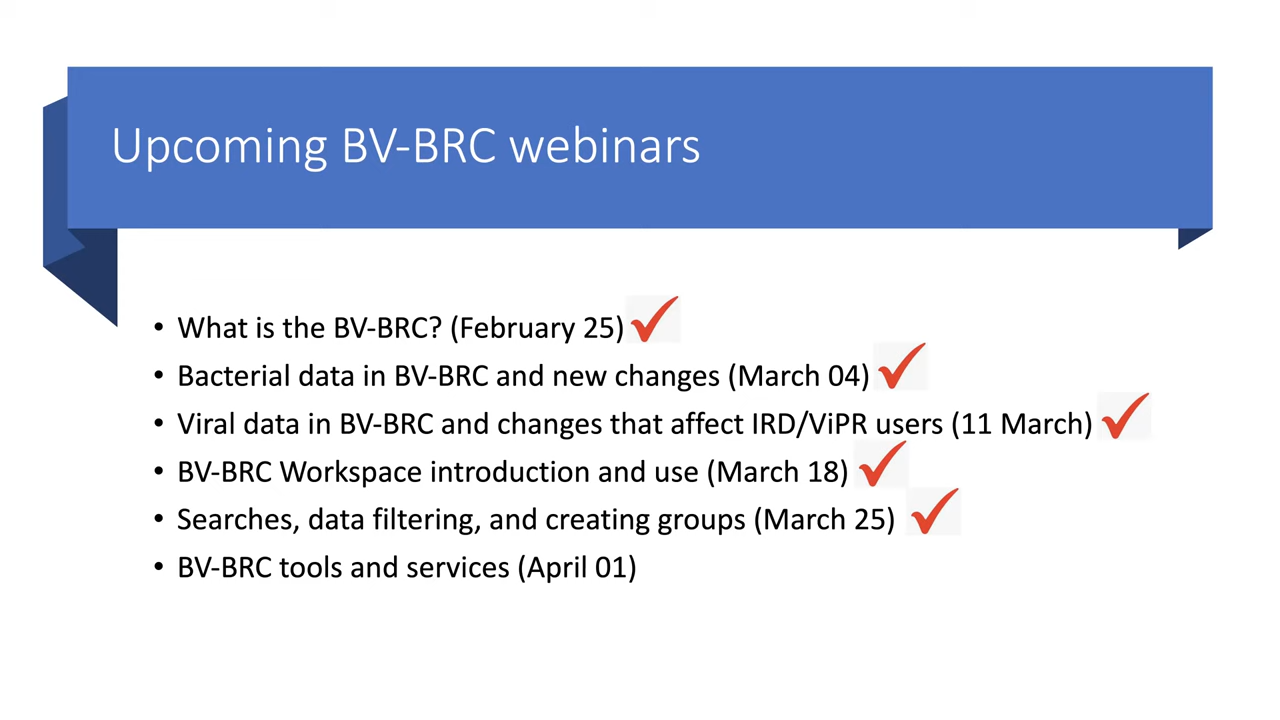 Upcoming BV-BRC webinars
• What is the BV-BRC? (February 25)
• Bacterial data in BV-BRC and new changes (March 04)
• Viral data in BV-BRC and changes that affect IRD/ViPR users (11 March)
• BV-BRC Workspace introduction and use (March 18)
• Searches, data filtering, and creating groups (March 25)
• BV-BRC tools and services (April 01)